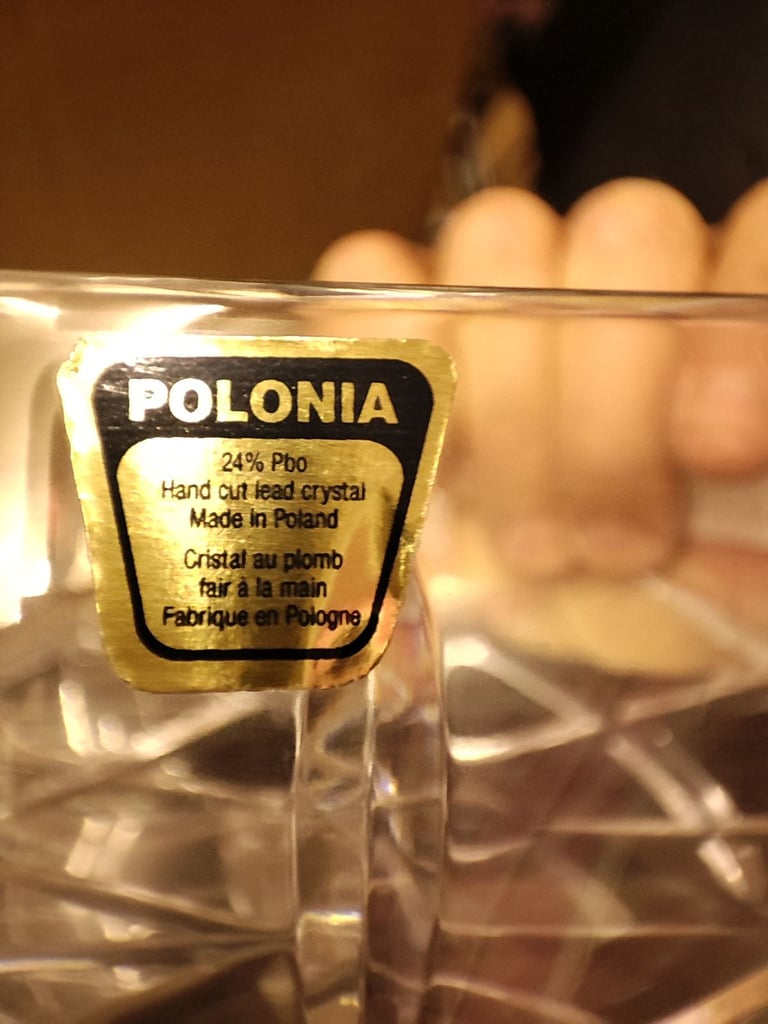 POLONIA
24% Pbo
Hand cut lead crystal
Made in Poland
Cristal au plomb
fair à la main
Fabrique en Pologne